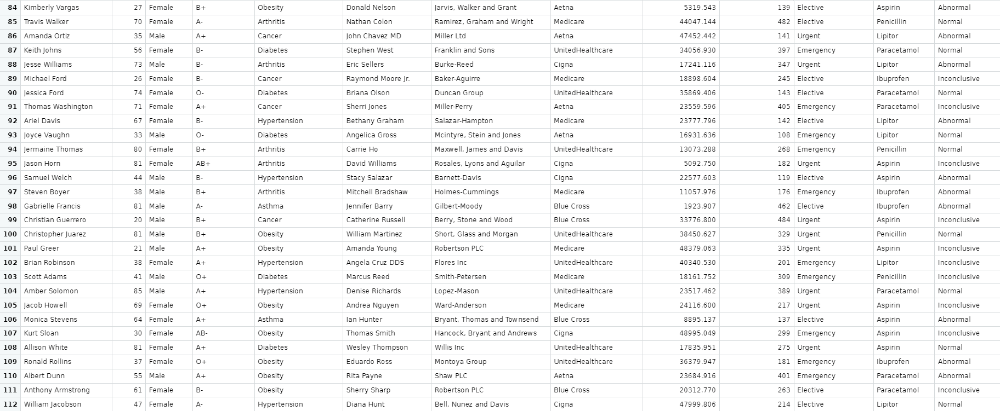 84 Kimberly Vargas 27 Female B+ Obesity Donald Nelson Jarvis, Walker and Grant Aetna 5319.543 139 Elective Aspirin Abnormal
85 Travis Walker 70 Female A- Arthritis Nathan Colon Ramirez, Graham and Wright Medicare 44047.144 482 Elective Penicillin Normal
86 Amanda Ortiz 35 Male A+ Cancer John Chavez MD Miller Ltd Aetna 47452.442 141 Urgent Lipitor Abnormal
87 Keith Johns 56 Female B- Diabetes Stephen West Franklin and Sons UnitedHealthcare 34056.930 397 Emergency Paracetamol Normal
88 Jesse Williams 73 Male B- Arthritis Eric Sellers Burke-Reed Cigna 17241.116 347 Urgent Lipitor Abnormal
89 Michael Ford 26 Female B- Cancer Raymond Moore Jr. Baker-Aguirre Medicare 18898.604 245 Elective Ibuprofen Inconclusive
90 Jessica Ford 74 Female O- Diabetes Briana Olson Duncan Group UnitedHealthcare 35869.406 143 Elective Paracetamol Normal
91 Thomas Washington 71 Female A+ Cancer Sherri Jones Miller-Perry Aetna 23559.596 405 Emergency Paracetamol Inconclusive
92 Ariel Davis 67 Female B- Hypertension Bethany Graham Salazar-Hampton Medicare 23777.796 142 Elective Lipitor Abnormal
93 Joyce Vaughn 33 Male O- Diabetes Angelica Gross Mcintyre, Stein and Jones Aetna 16931.636 108 Emergency Lipitor Normal
94 Jermaine Thomas 80 Female B+ Arthritis Carrie Ho Maxwell, James and Davis UnitedHealthcare 13073.288 268 Emergency Penicillin Normal
95 Jason Horn 81 Female AB+ Arthritis David Williams Rosales, Lyons and Aguilar Cigna 5092.750 182 Urgent Aspirin Inconclusive
96 Samuel Welch 44 Male B- Hypertension Stacy Salazar Barnett-Davis Cigna 22577.603 119 Elective Aspirin Abnormal
97 Steven Boyer 38 Male B+ Arthritis Mitchell Bradshaw Holmes-Cummings Medicare 11057.976 176 Emergency Ibuprofen Abnormal
98 Gabrielle Francis 81 Male A- Asthma Jennifer Barry Gilbert-Moody Blue Cross 1923.907 462 Elective Ibuprofen Abnormal
99 Christian Guerrero 20 Male B+ Cancer Catherine Russell Berry, Stone and Wood Blue Cross 33776.800 484 Urgent Aspirin Inconclusive
100 Christopher Juarez 81 Male B+ Obesity William Martinez Short, Glass and Morgan UnitedHealthcare 38450.627 329 Urgent Penicillin Normal
101 Paul Greer 21 Male A+ Obesity Amanda Young Robertson PLC Medicare 48379.063 335 Urgent Aspirin Inconclusive
102 Brian Robinson 38 Female A+ Hypertension Angela Cruz DDS Flores Inc UnitedHealthcare 40340.530 201 Emergency Lipitor Inconclusive
103 Scott Adams 41 Male O+ Diabetes Marcus Reed Smith-Petersen Medicare 18161.752 309 Emergency Penicillin Inconclusive
104 Amber Solomon 85 Male A+ Hypertension Denise Richards Lopez-Mason UnitedHealthcare 23517.462 389 Urgent Paracetamol Normal
105 Jacob Howell 69 Female O+ Obesity Andrea Nguyen Ward-Anderson Medicare 24116.600 217 Urgent Aspirin Inconclusive
106 Monica Stevens 64 Female A+ Asthma Ian Hunter Bryant, Thomas and Townsend Blue Cross 8895.137 137 Elective Aspirin Abnormal
107 Kurt Sloan 30 Female AB- Obesity Thomas Smith Hancock, Bryant and Andrews Cigna 48995.049 299 Emergency Aspirin Inconclusive
108 Allison White 81 Female A+ Diabetes Wesley Thompson Willis Inc UnitedHealthcare 17835.951 275 Urgent Aspirin Normal
109 Ronald Rollins 37 Female O+ Obesity Eduardo Ross Montoya Group UnitedHealthcare 36379.947 181 Emergency Ibuprofen Abnormal
110 Albert Dunn 55 Male A+ Obesity Rita Payne Shaw PLC Aetna 23684.916 401 Emergency Paracetamol Abnormal
111 Anthony Armstrong 61 Female B- Obesity Sherry Sharp Robertson PLC Blue Cross 20312.770 263 Elective Paracetamol Inconclusive
112 William Jacobson 47 Female A- Hypertension Diana Hunt Bell, Nunez and Davis Cigna 47999.806 214 Elective Lipitor Normal